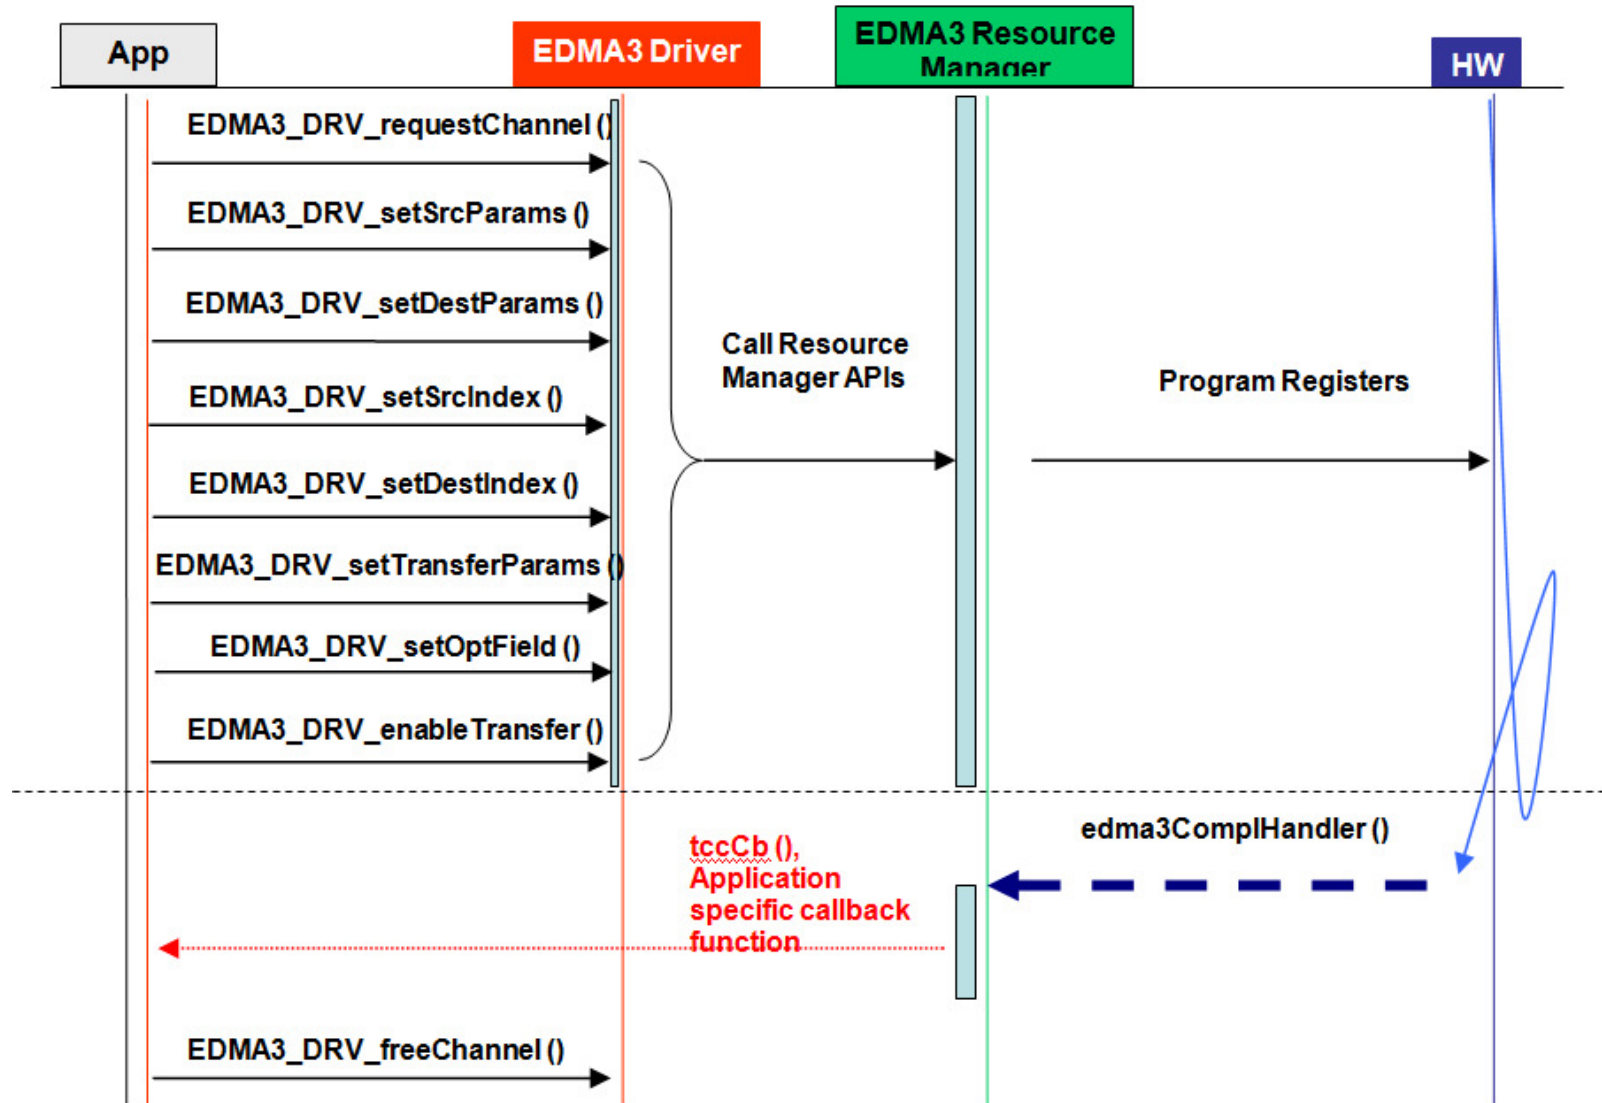 App
EDMA3 Driver
EDMA3 Resource
Manager
HW
EDMA3_DRV_requestChannel ()
EDMA3_DRV_setSrcParams ()
EDMA3_DRV_setDestParams ()
Call Resource
Manager APIs
Program Registers
EDMA3_DRV_setSrcIndex ()
EDMA3_DRV_setDestIndex ()
EDMA3_DRV_setTransferParams ()
EDMA3_DRV_setOptField ()
EDMA3_DRV_enableTransfer ()
edma3ComplHandler ()
tccCb (),
Application
specific callback
function
EDMA3_DRV_freeChannel ()